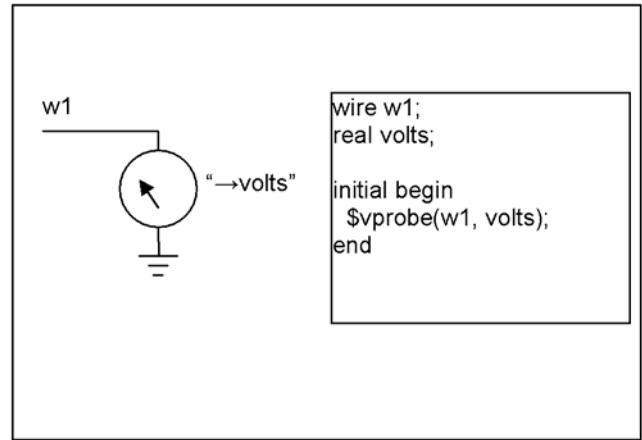 w1
“→volts”
wire w1;
real volts;
initial begin
$vprobe(w1, volts);
end